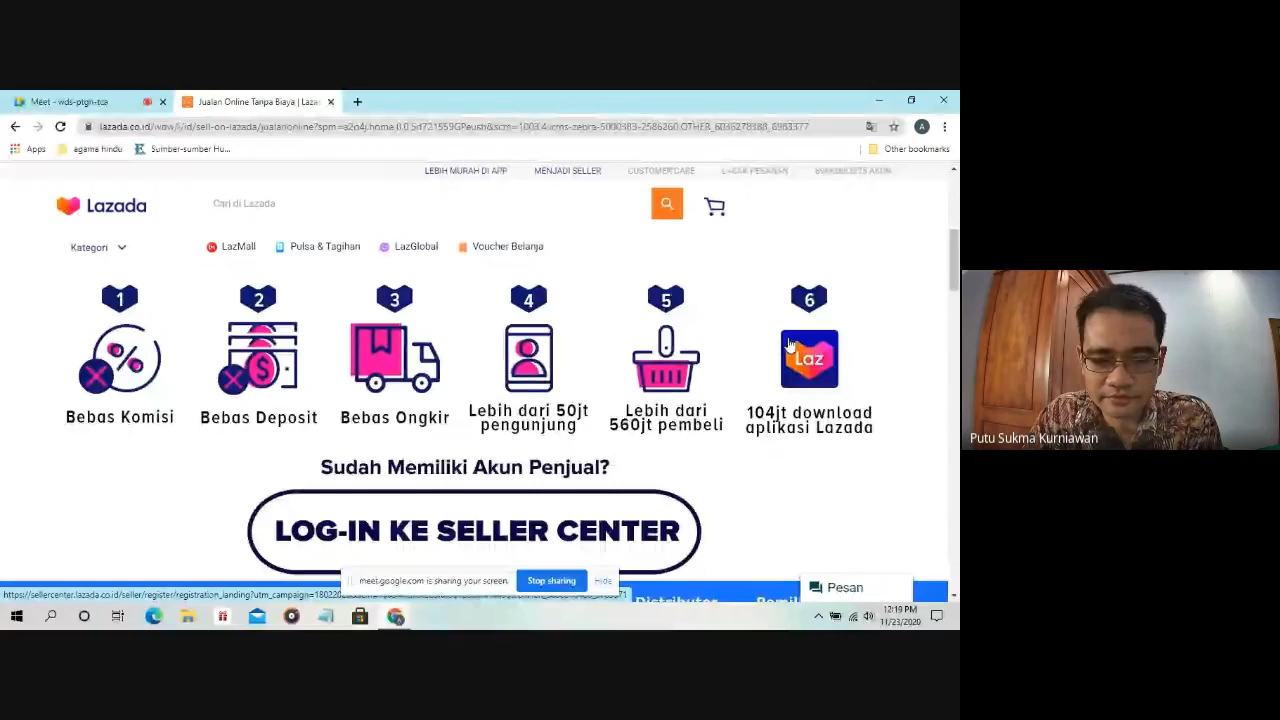 Meet - wds-ptgn-tca
Jualan Online Tanpa Biaya | Laza
Apps
agama hindu
Sumber-sumber Hu...
Other bookmarks
LEBIH MURAH DI APP
MENJADI SELLER
CUSTOMER CARE
Lazada
Cari di Lazada
Kategori
LazMall
Pulsa & Tagihan
LazGlobal
Voucher Belanja
1
2
3
4
5
6
Laz
Bebas Komisi
Bebas Deposit
Bebas Ongkir
Lebih dari 50jt
pengunjung
Lebih dari
560jt pembeli
104jt download
aplikasi Lazada
Sudah Memiliki Akun Penjual?
LOG-IN KE SELLER CENTER
meet.google.com is sharing your screen.
Stop sharing
Hide
Pesan
Distributor
12:19 PM
11/23/2020
Putu Sukma Kurniawan